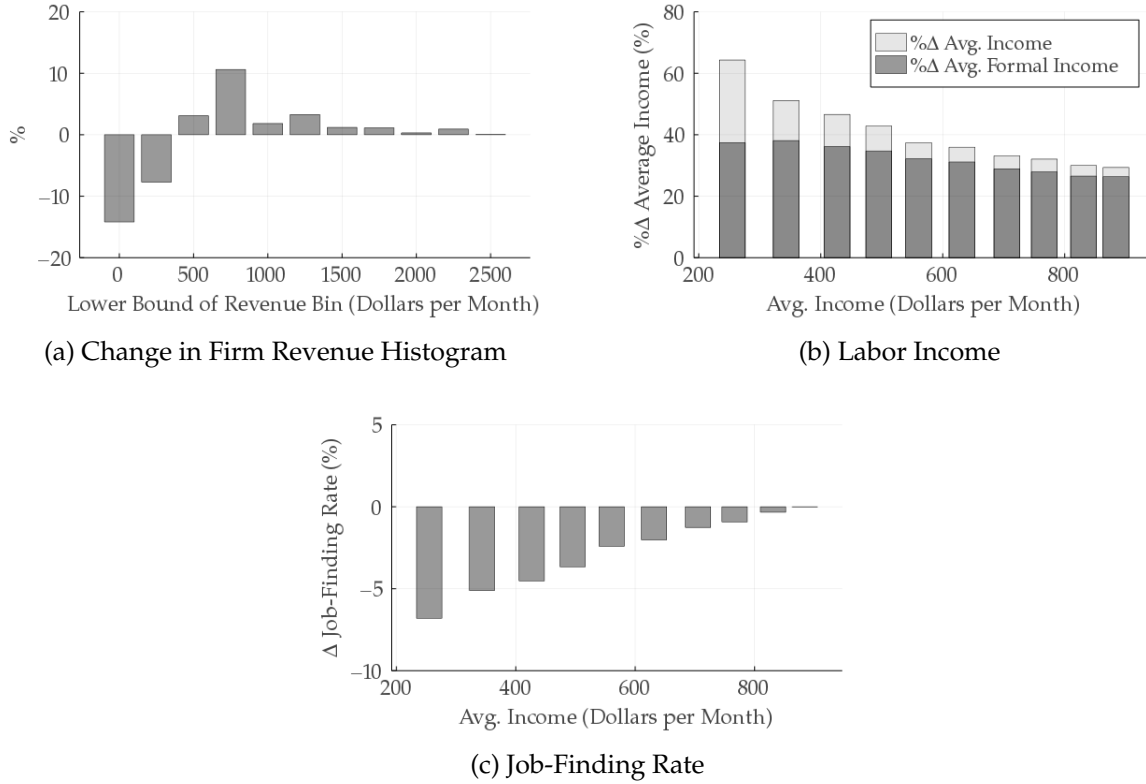 20
10
0
−10
−20
%
0 500 1000 1500 2000 2500
Lower Bound of Revenue Bin (Dollars per Month)
(a) Change in Firm Revenue Histogram
80
60
40
20
0
%Δ Average Income (%)
%Δ Avg. Income
%Δ Avg. Formal Income
200 400 600 800
Avg. Income (Dollars per Month)
(b) Labor Income
5
0
−5
−10
Δ Job-Finding Rate (%)
200 400 600 800
Avg. Income (Dollars per Month)
(c) Job-Finding Rate